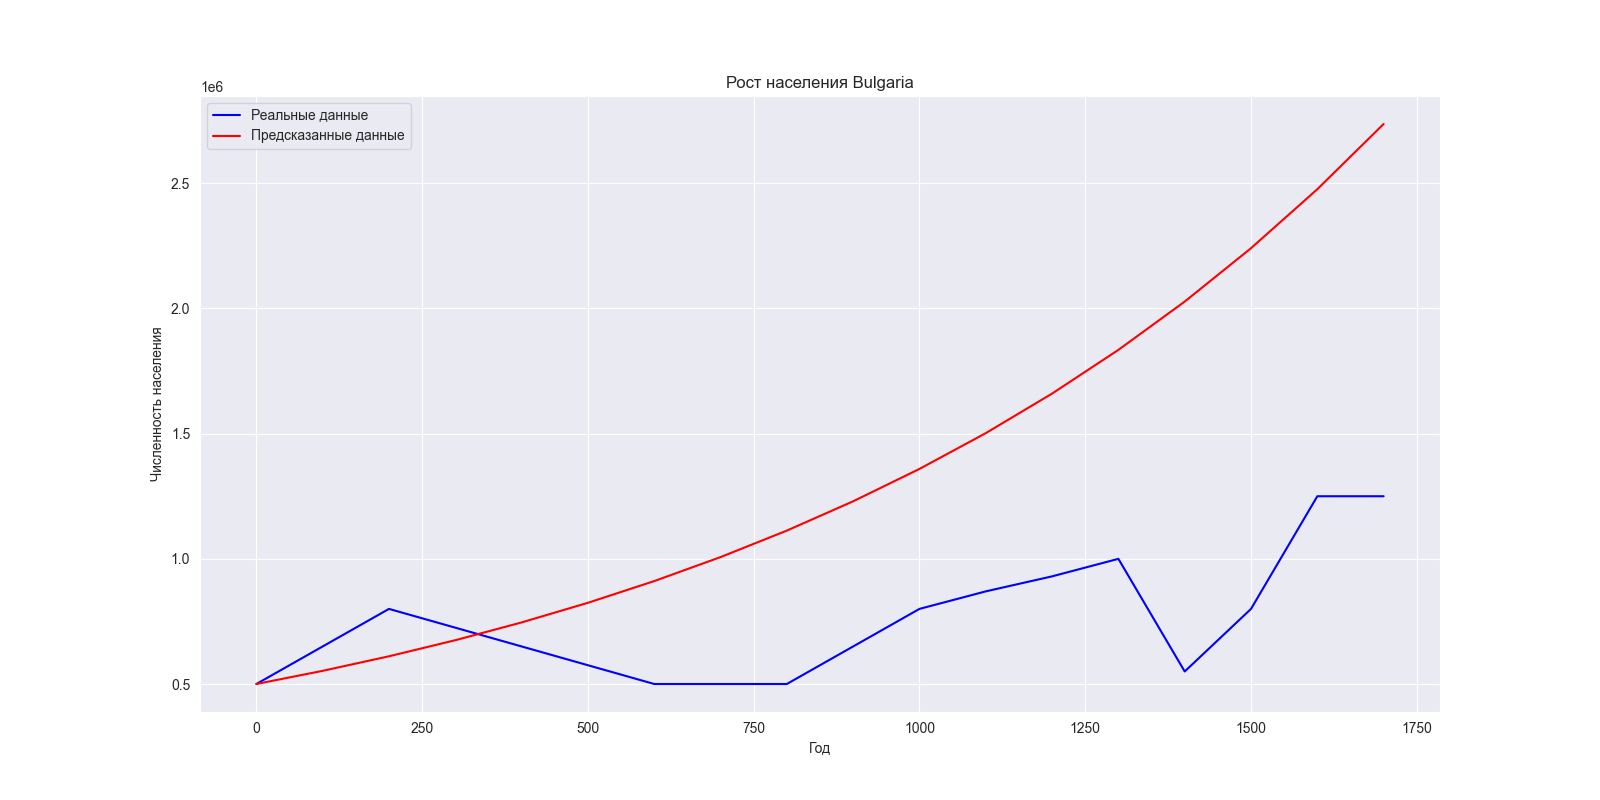 Рост населения Bulgaria
1e6
Реальные данные
Предсказанные данные
2.5
2.0
1.5
1.0
0.5
Численность населения
0 250 500 750 1000 1250 1500 1750
Год